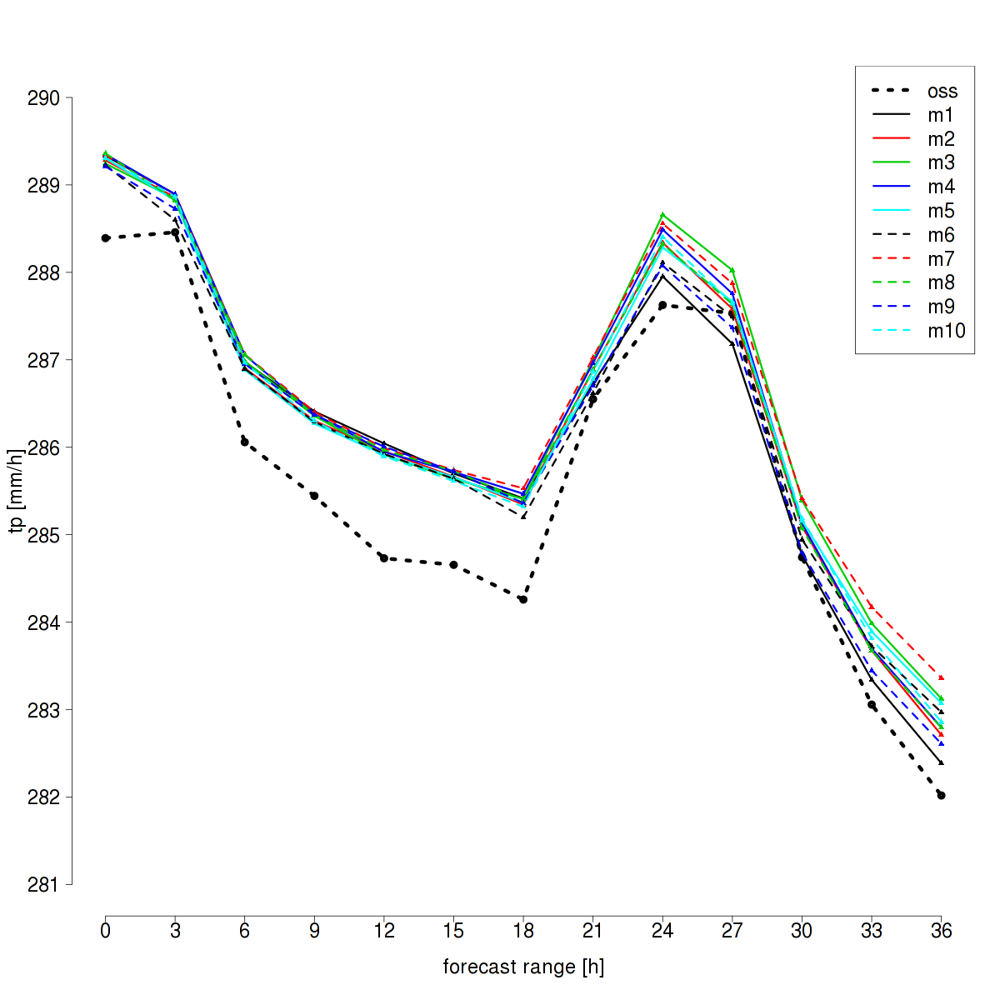 290
289
288
287
286
285
284
283
282
281
tp [mm/h]
0 3 6 9 12 15 18 21 24 27 30 33 36
forecast range [h]
oss
m1
m2
m3
m4
m5
m6
m7
m8
m9
m10